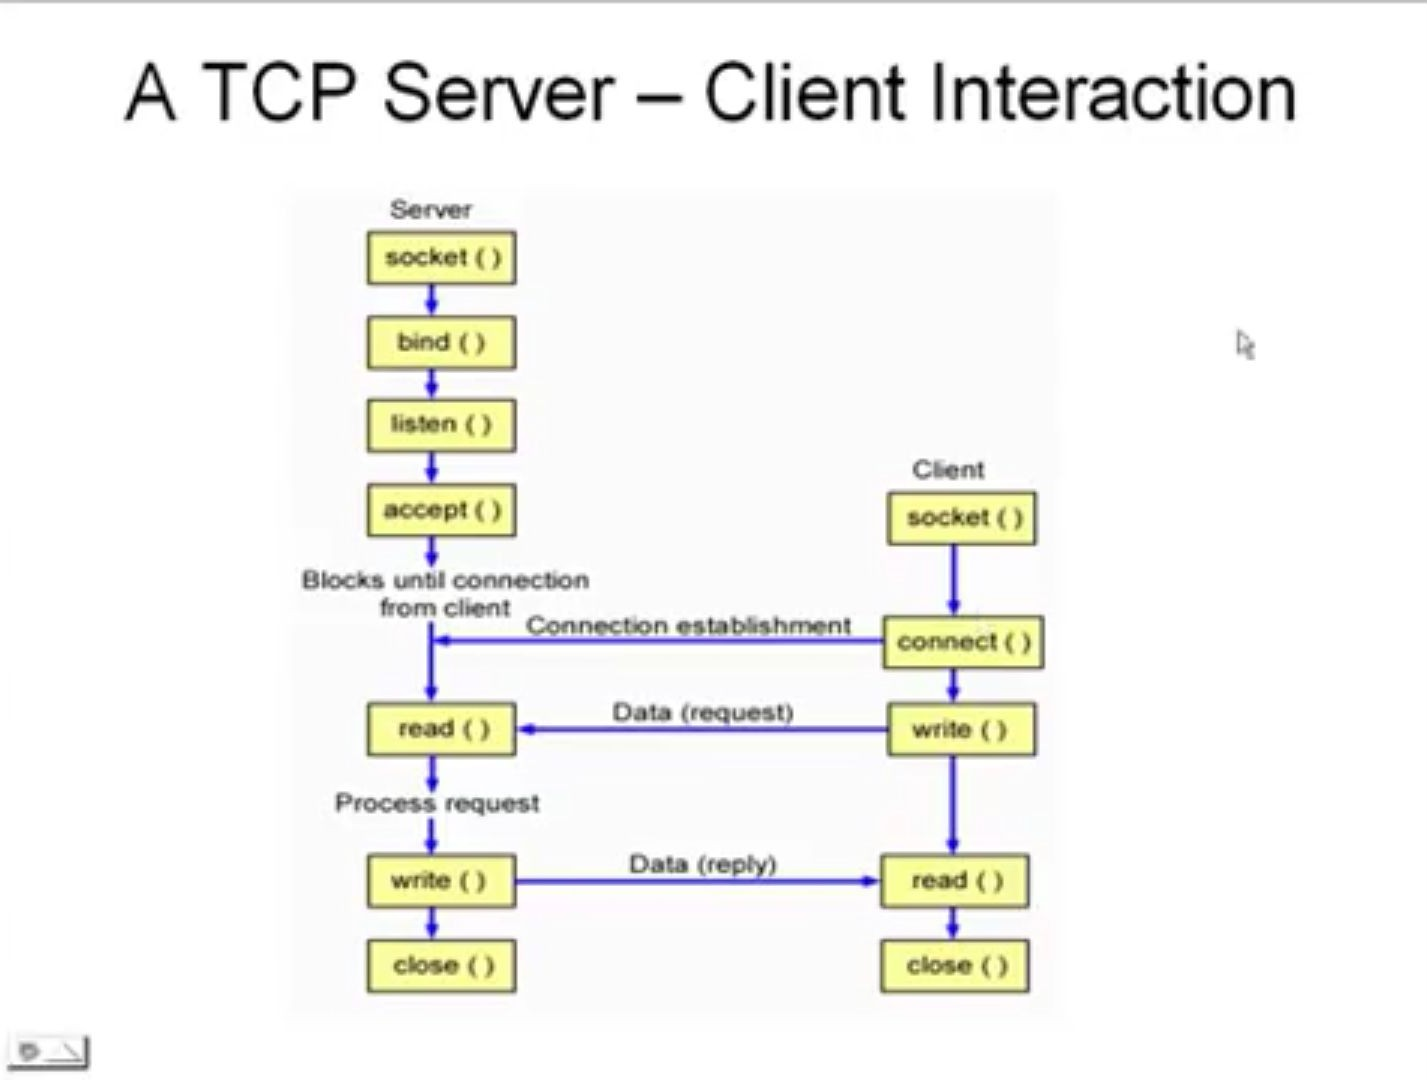 A TCP Server – Client Interaction
Server
socket ( )
bind ( )
listen ( )
accept ( )
Blocks until connection
from client
Client
socket ( )
Connection establishment
connect ( )
read ( )
Data (request)
write ( )
Process request
write ( )
Data (reply)
read ( )
close ( )
close ( )